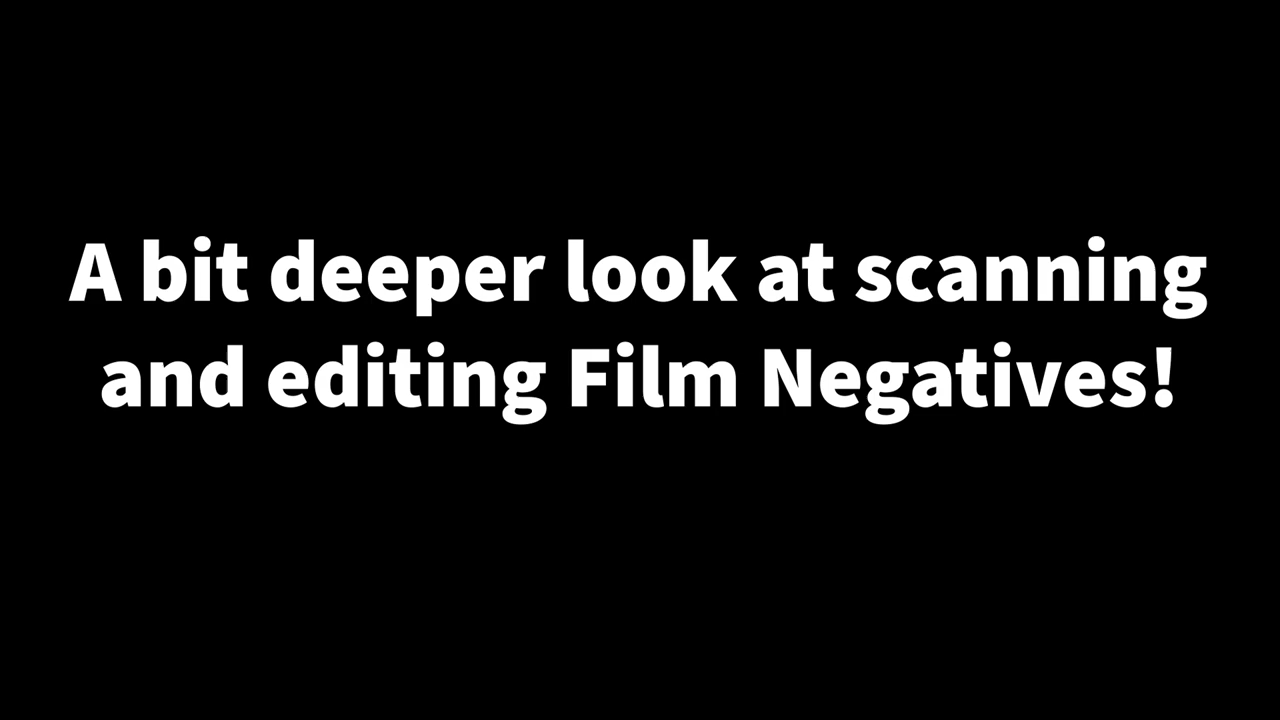 A bit deeper look at scanning
and editing Film Negatives!